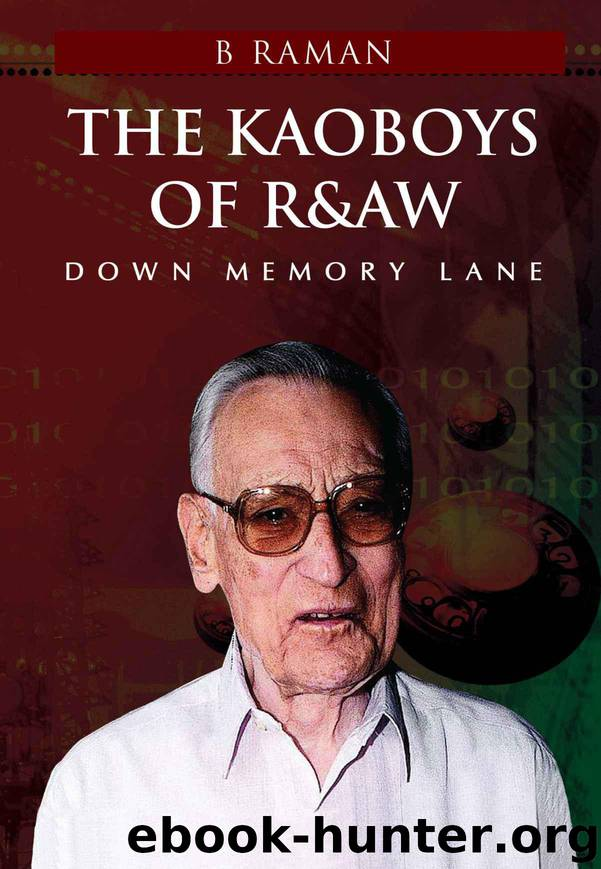 B RAMAN
THE KAOBOYS
OF R&AW
DOWN MEMORY LANE
ebook-hunter.org